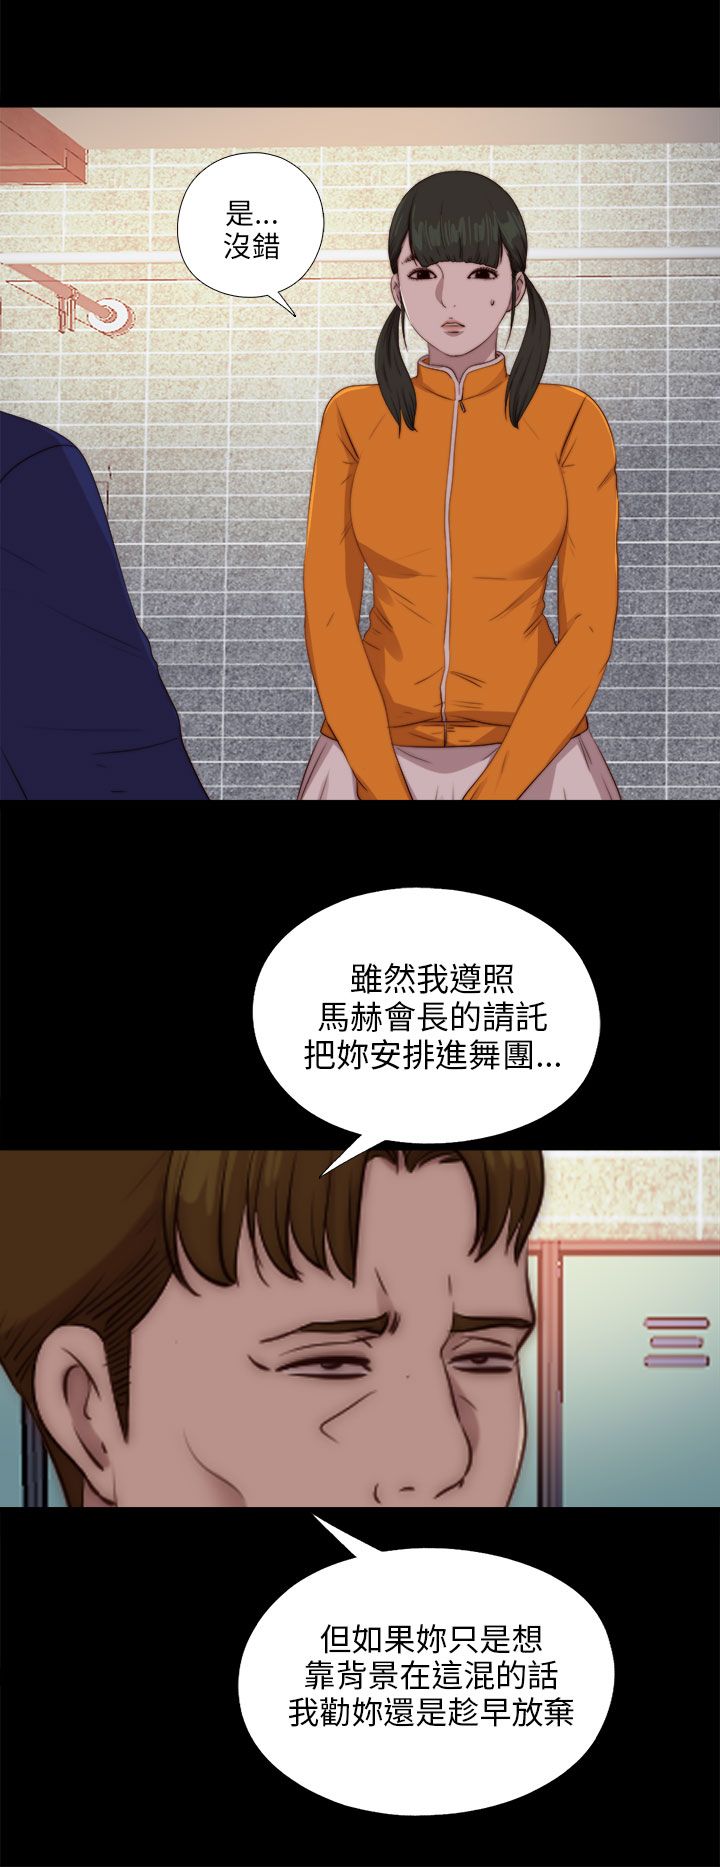 是...
沒錯
雖然我遵照
馬赫會長的請託
把妳安排進舞團...
但如果妳只是想
靠背景在這混的話
我勸妳還是趁早放棄